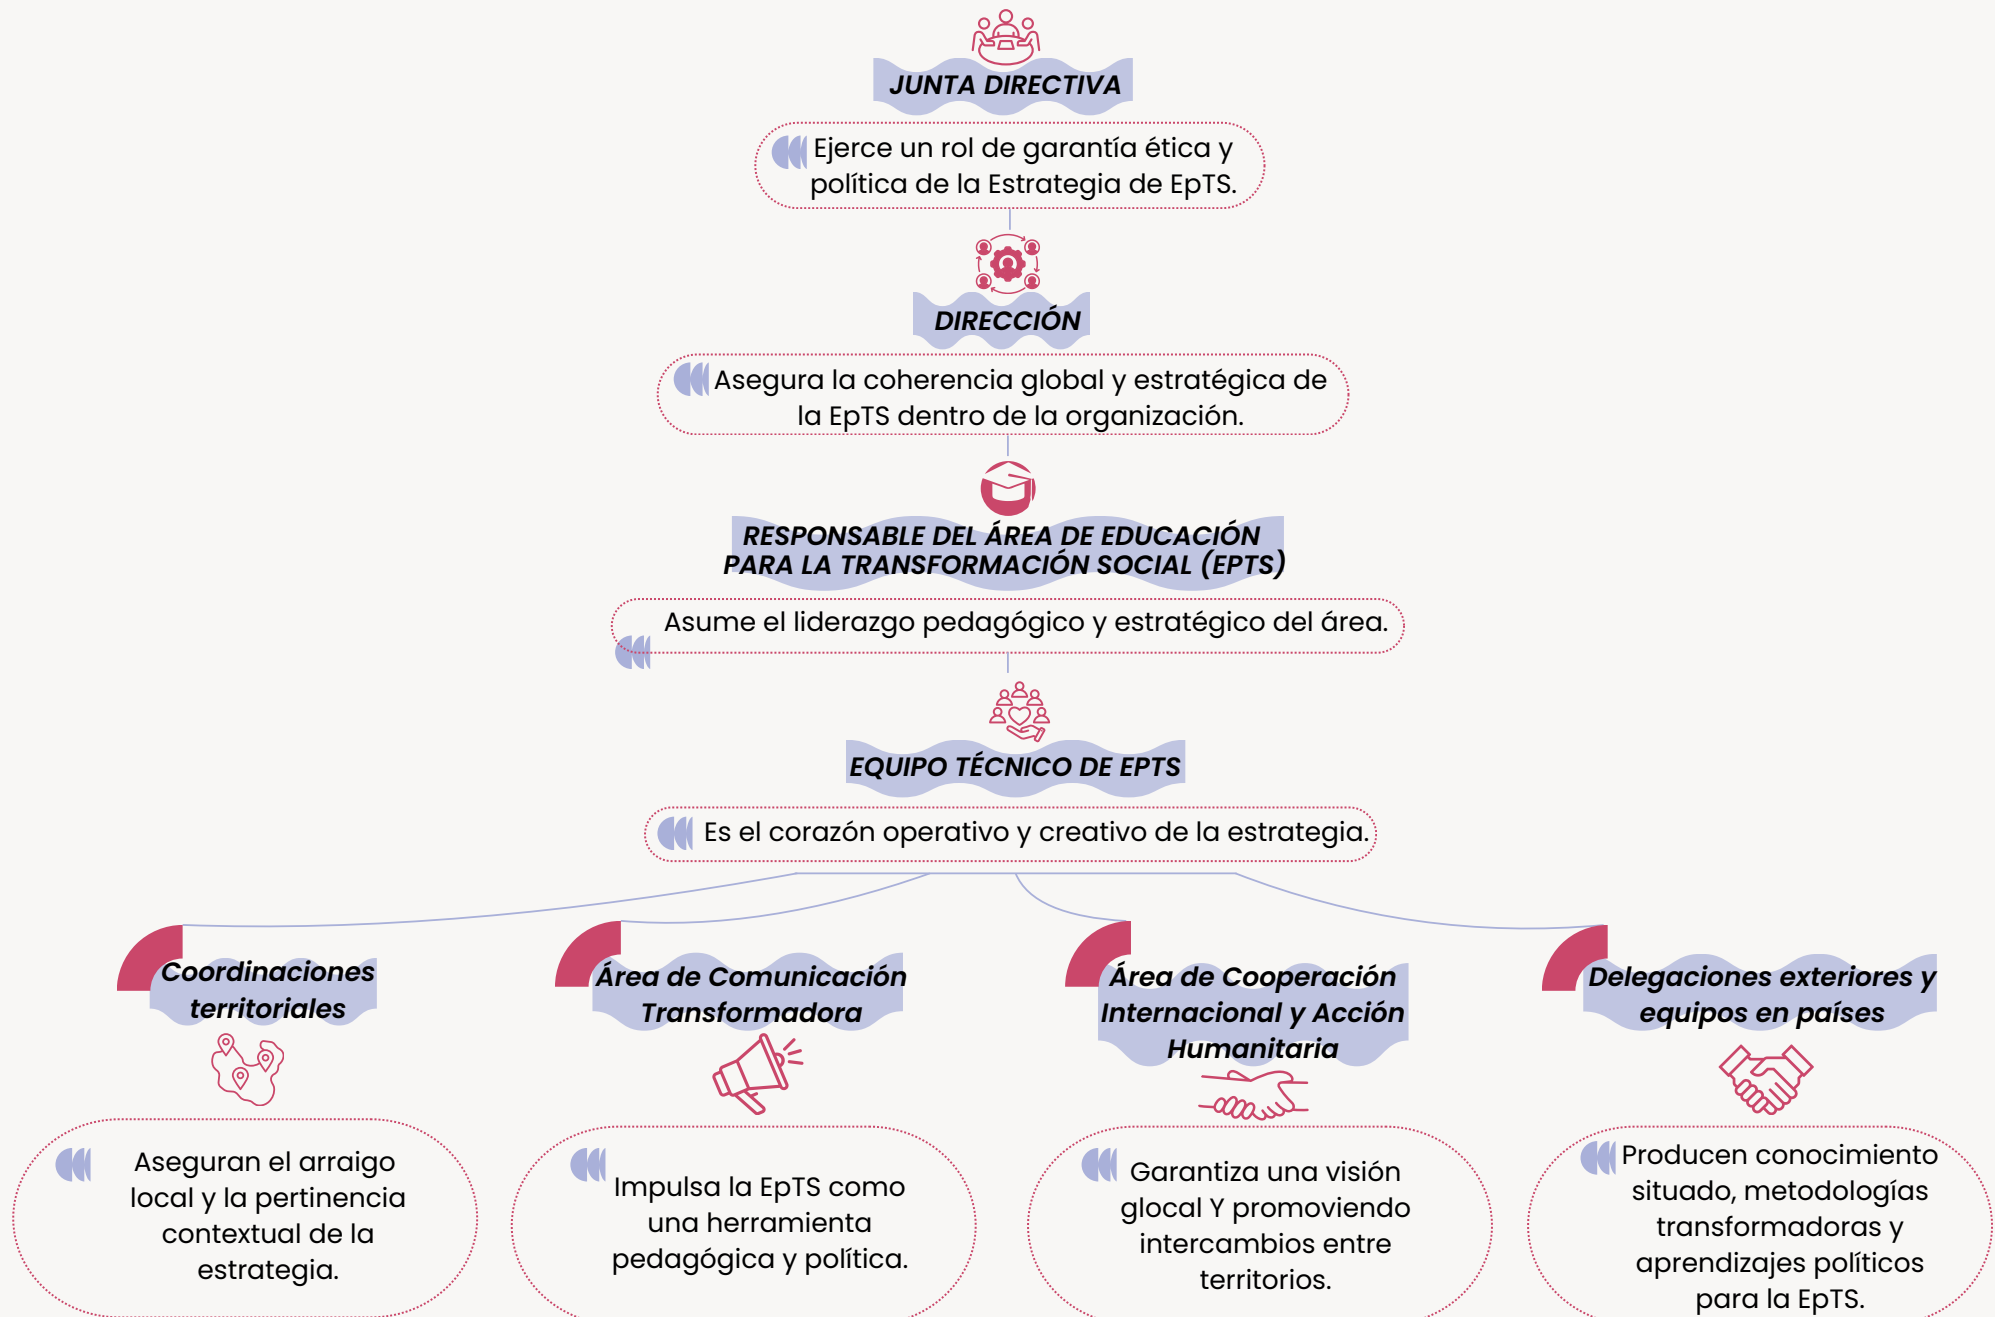 JUNTA DIRECTIVA
Ejerce un rol de garantía ética y
política de la Estrategia de EpTS.
DIRECCIÓN
Asegura la coherencia global y estratégica de
la EpTS dentro de la organización.
RESPONSABLE DEL ÁREA DE EDUCACIÓN
PARA LA TRANSFORMACIÓN SOCIAL (EPTS)
Asume el liderazgo pedagógico y estratégico del área.
EQUIPO TÉCNICO DE EPTS
Es el corazón operativo y creativo de la estrategia.
Coordinaciones
territoriales
Aseguran el arraigo
local y la pertinencia
contextual de la
estrategia.
Área de Comunicación
Transformadora
Impulsa la EpTS como
una herramienta
pedagógica y política.
Área de Cooperación
Internacional y Acción
Humanitaria
Garantiza una visión
glocal Y promoviendo
intercambios entre
territorios.
Delegaciones exteriores y
equipos en países
Producen conocimiento
situado, metodologías
transformadoras y
aprendizajes políticos
para la EpTS.